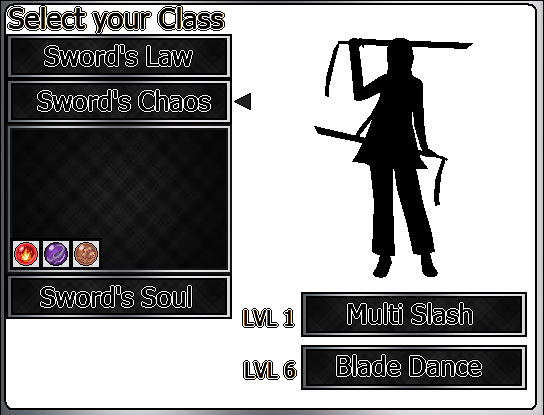 Select your Class
Sword's Law
Sword's Chaos
Sword's Soul
LVL 1
Multi Slash
LVL 6
Blade Dance